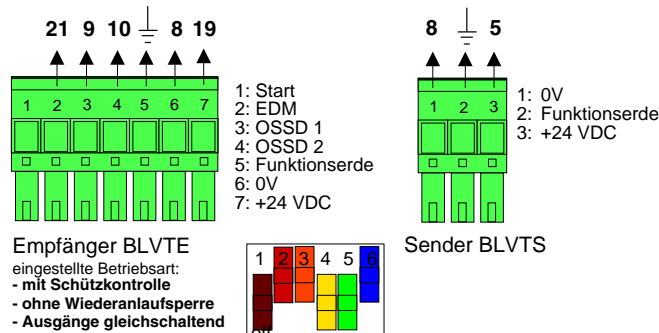 21 9 10 8 19
8 5
1 2 3 4 5 6 7
1: Start
2: EDM
3: OSSD 1
4: OSSD 2
5: Funktionserde
6: 0V
7: +24 VDC
1 2 3
1: 0V
2: Funktionserde
3: +24 VDC
Empfänger BLVTE
eingestellte Betriebsart:
- mit Schützkontrolle
- ohne Wiederanlaufsperre
- Ausgänge gleichschaltend
1 2 3 4 5 6
Sender BLVTS